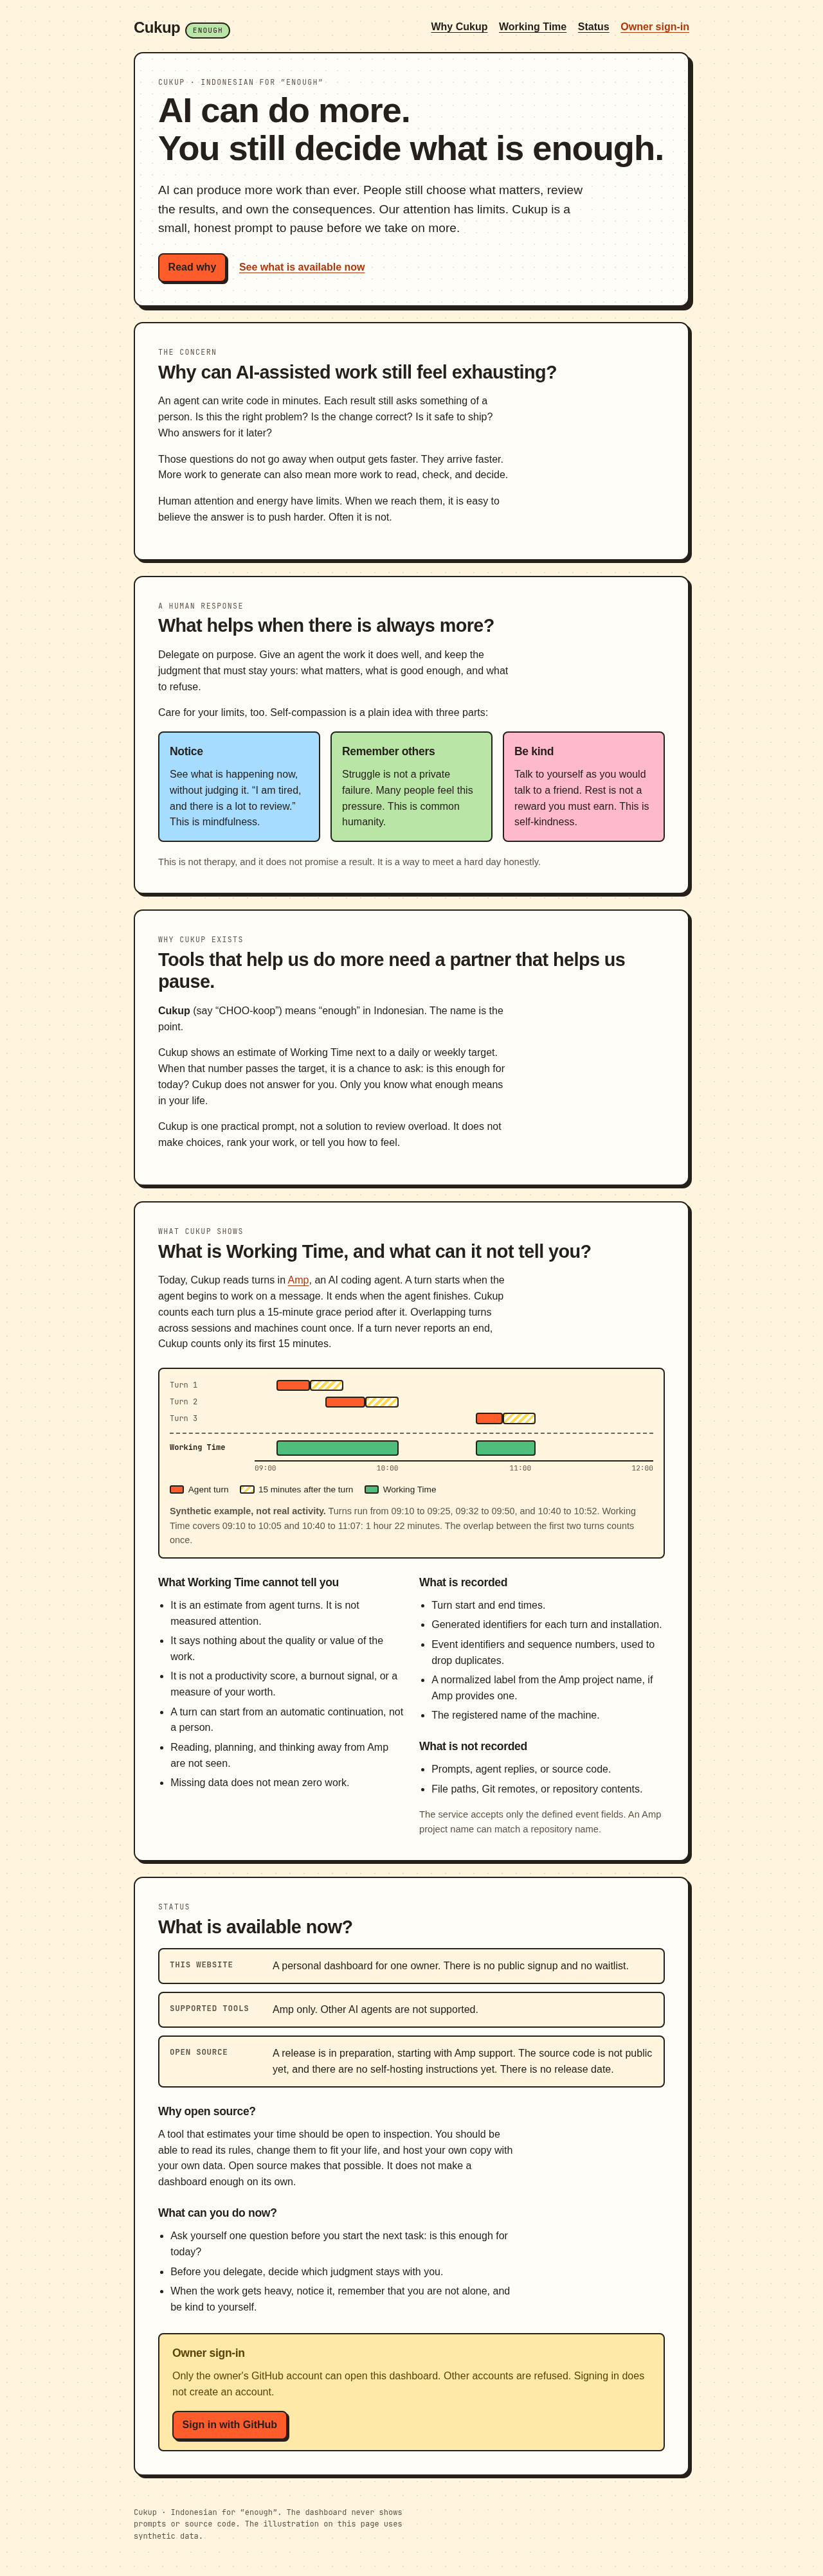 Cukup ENOUGH
Why Cukup Working Time Status Owner sign-in
CUKUP · INDONESIAN FOR “ENOUGH”
AI can do more.
You still decide what is enough.
AI can produce more work than ever. People still choose what matters, review
the results, and own the consequences. Our attention has limits. Cukup is a
small, honest prompt to pause before we take on more.
Read why
See what is available now
THE CONCERN
Why can AI-assisted work still feel exhausting?
An agent can write code in minutes. Each result still asks something of a
person. Is this the right problem? Is the change correct? Is it safe to ship?
Who answers for it later?
Those questions do not go away when output gets faster. They arrive faster.
More work to generate can also mean more work to read, check, and decide.
Human attention and energy have limits. When we reach them, it is easy to
believe the answer is to push harder. Often it is not.
A HUMAN RESPONSE
What helps when there is always more?
Delegate on purpose. Give an agent the work it does well, and keep the
judgment that must stay yours: what matters, what is good enough, and what
to refuse.
Care for your limits, too. Self-compassion is a plain idea with three parts:
Notice
See what is happening now,
without judging it. “I am tired,
and there is a lot to review.”
This is mindfulness.
Remember others
Struggle is not a private
failure. Many people feel this
pressure. This is common
humanity.
Be kind
Talk to yourself as you would
talk to a friend. Rest is not a
reward you must earn. This is
self-kindness.
This is not therapy, and it does not promise a result. It is a way to meet a hard day honestly.
WHY CUKUP EXISTS
Tools that help us do more need a partner that helps us
pause.
Cukup (say “CHOO-koop”) means “enough” in Indonesian. The name is the
point.
Cukup shows an estimate of Working Time next to a daily or weekly target.
When that number passes the target, it is a chance to ask: is this enough for
today? Cukup does not answer for you. Only you know what enough means
in your life.
Cukup is one practical prompt, not a solution to review overload. It does not
make choices, rank your work, or tell you how to feel.
WHAT CUKUP SHOWS
What is Working Time, and what can it not tell you?
Today, Cukup reads turns in Amp, an AI coding agent. A turn starts when the
agent begins to work on a message. It ends when the agent finishes. Cukup
counts each turn plus a 15-minute grace period after it. Overlapping turns
across sessions and machines count once. If a turn never reports an end,
Cukup counts only its first 15 minutes.
Turn 1
Turn 2
Turn 3
Working Time
09:00 10:00 11:00 12:00
Agent turn 15 minutes after the turn Working Time
Synthetic example, not real activity. Turns run from 09:10 to 09:25, 09:32 to 09:50, and 10:40 to 10:52. Working
Time covers 09:10 to 10:05 and 10:40 to 11:07: 1 hour 22 minutes. The overlap between the first two turns counts
once.
What Working Time cannot tell you
• It is an estimate from agent turns. It is not
measured attention.
• It says nothing about the quality or value of the
work.
• It is not a productivity score, a burnout signal, or a
measure of your worth.
• A turn can start from an automatic continuation, not
a person.
• Reading, planning, and thinking away from Amp
are not seen.
• Missing data does not mean zero work.
What is recorded
• Turn start and end times.
• Generated identifiers for each turn and installation.
• Event identifiers and sequence numbers, used to
drop duplicates.
• A normalized label from the Amp project name, if
Amp provides one.
• The registered name of the machine.
What is not recorded
• Prompts, agent replies, or source code.
• File paths, Git remotes, or repository contents.
The service accepts only the defined event fields. An Amp
project name can match a repository name.
STATUS
What is available now?
THIS WEBSITE
A personal dashboard for one owner. There is no public signup and no waitlist.
SUPPORTED TOOLS
Amp only. Other AI agents are not supported.
OPEN SOURCE
A release is in preparation, starting with Amp support. The source code is not public
yet, and there are no self-hosting instructions yet. There is no release date.
Why open source?
A tool that estimates your time should be open to inspection. You should be
able to read its rules, change them to fit your life, and host your own copy with
your own data. Open source makes that possible. It does not make a
dashboard enough on its own.
What can you do now?
• Ask yourself one question before you start the next task: is this enough for
today?
• Before you delegate, decide which judgment stays with you.
• When the work gets heavy, notice it, remember that you are not alone, and
be kind to yourself.
Owner sign-in
Only the owner's GitHub account can open this dashboard. Other accounts are refused. Signing in does
not create an account.
Sign in with GitHub
Cukup · Indonesian for “enough”. The dashboard never shows
prompts or source code. The illustration on this page uses
synthetic data.